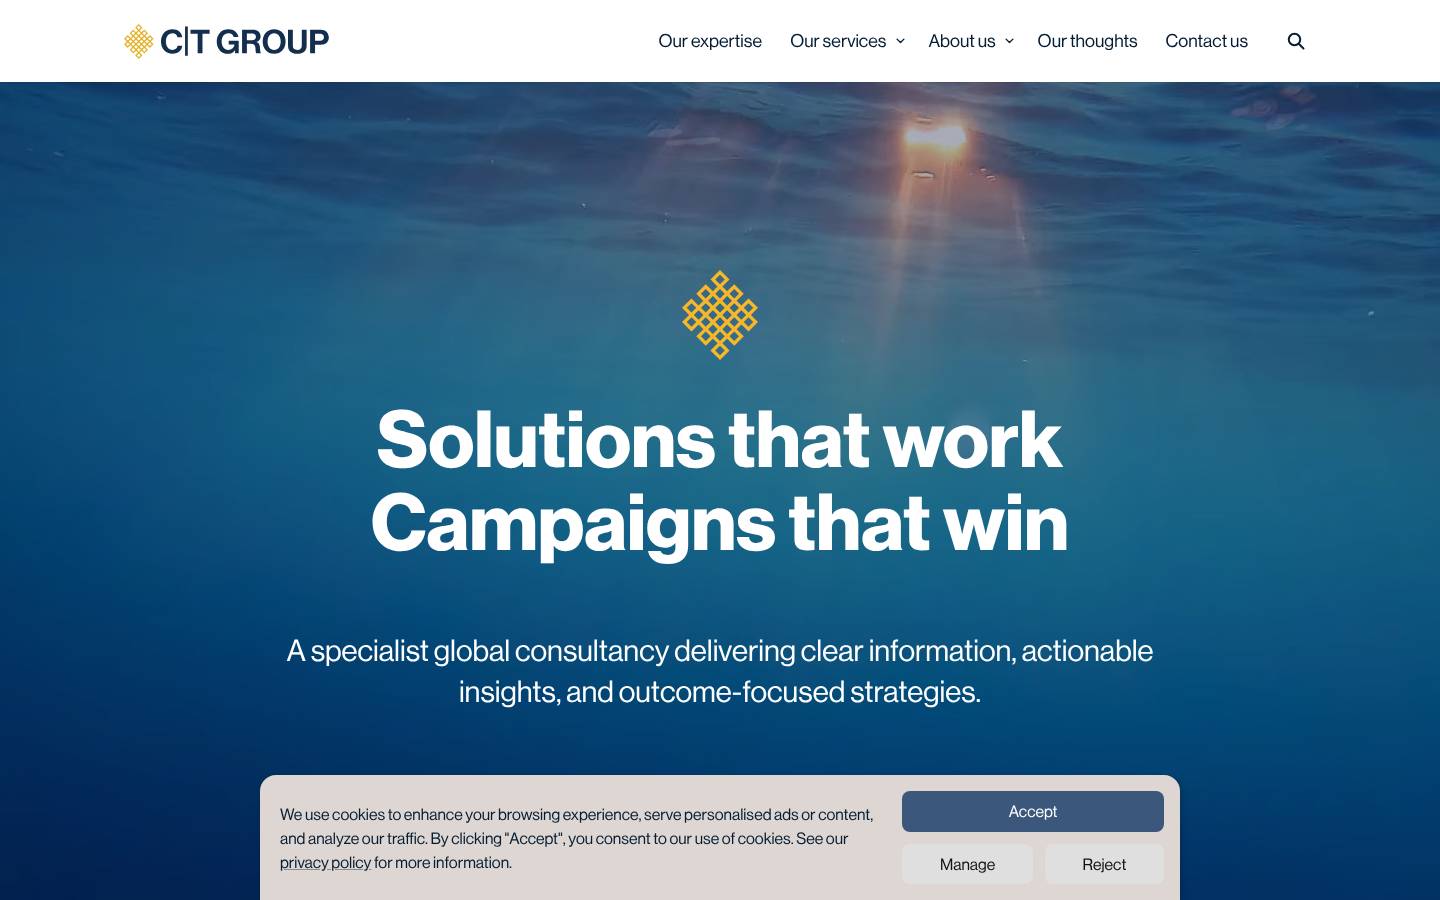 C|T GROUP
Our expertise
Our services
About us
Our thoughts
Contact us
Solutions that work
Campaigns that win
A specialist global consultancy delivering clear information, actionable
insights, and outcome-focused strategies.
We use cookies to enhance your browsing experience, serve personalised ads or content,
and analyze our traffic. By clicking "Accept", you consent to our use of cookies. See our
privacy policy for more information.
Accept
Manage
Reject